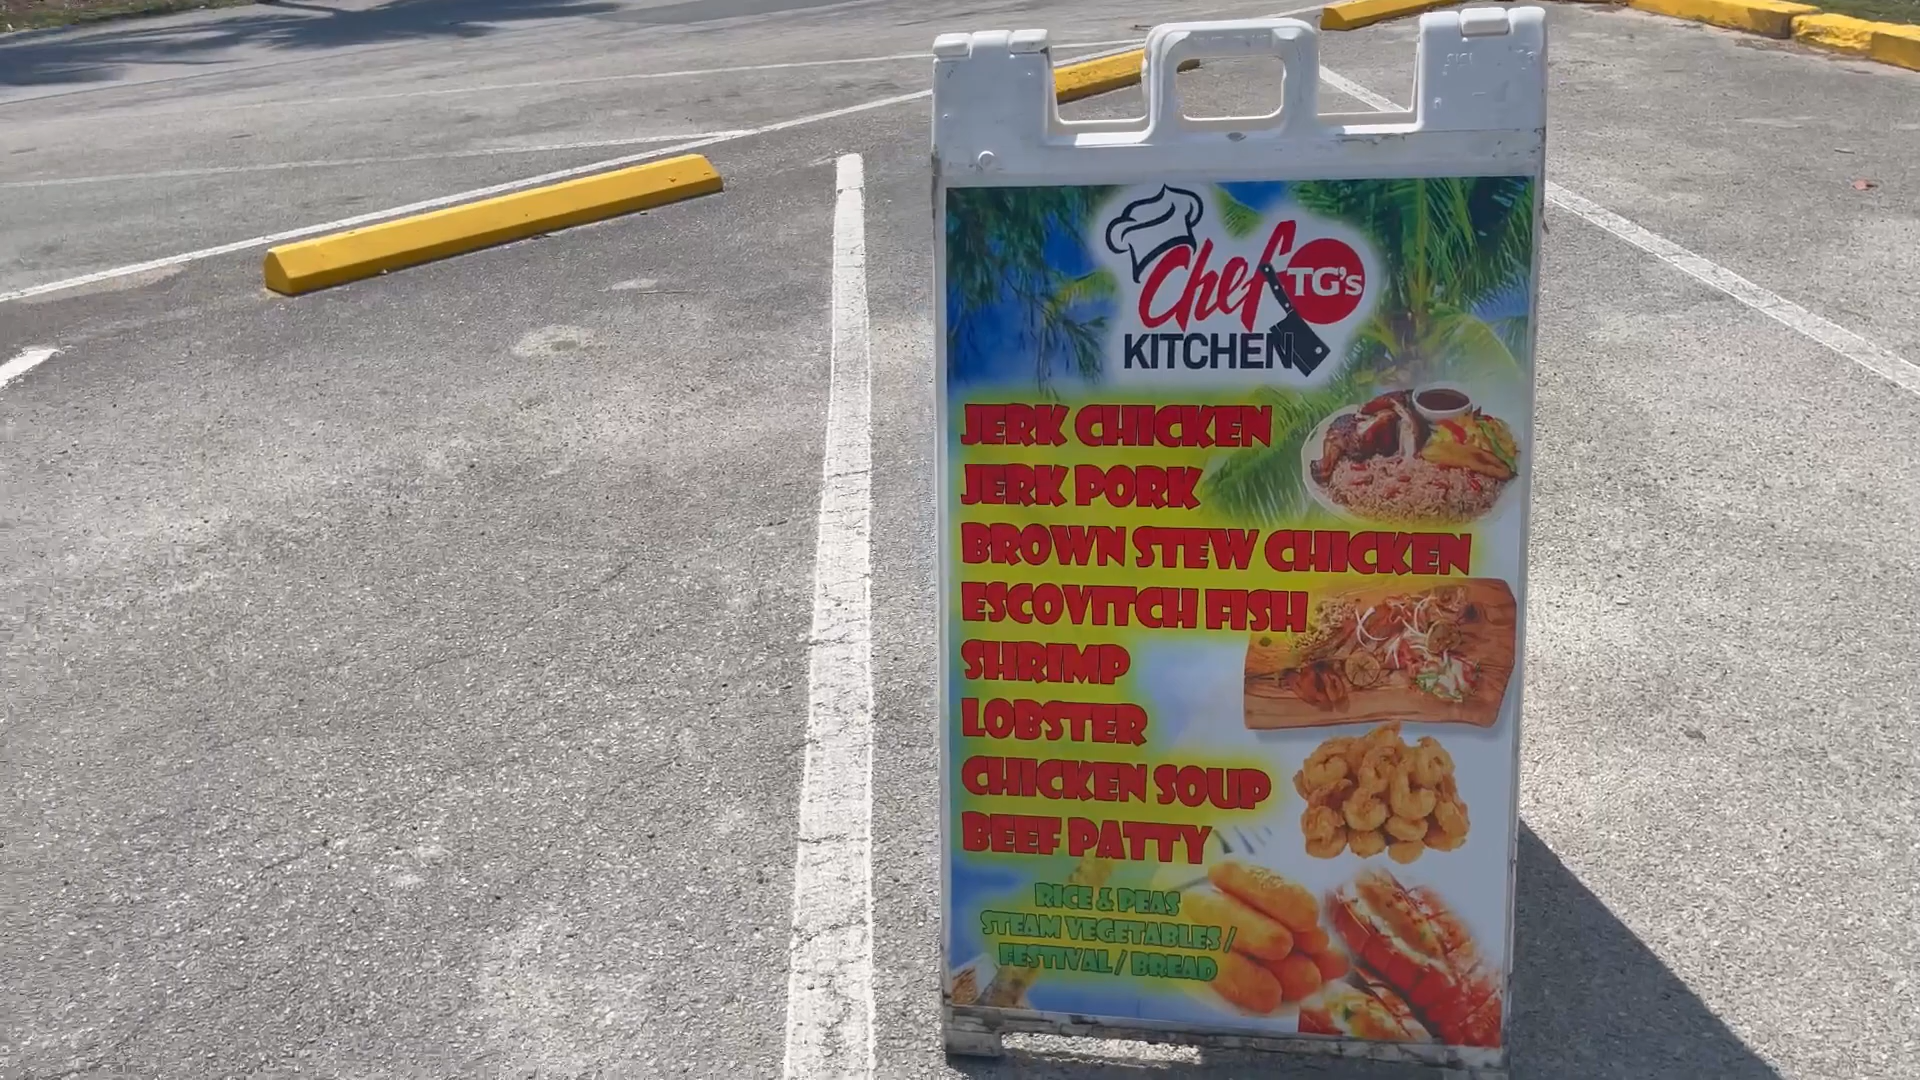 Chef TG's
KITCHEN
JERK CHICKEN
JERK PORK
BROWN STEW CHICKEN
ESCOVITCH FISH
SHRIMP
LOBSTER
CHICKEN SOUP
BEEF PATTY
RICE & PEAS
STEAM VEGETABLES /
FESTIVAL / BREAD